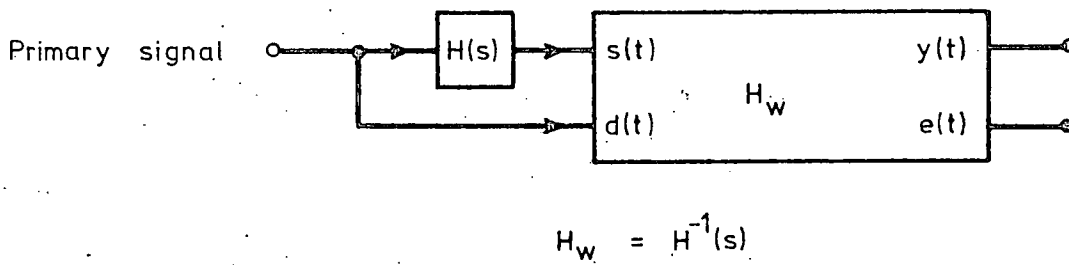 Primary signal H(s) s(t) y(t)
H_W
d(t) e(t)
H_W = H^-1(s)